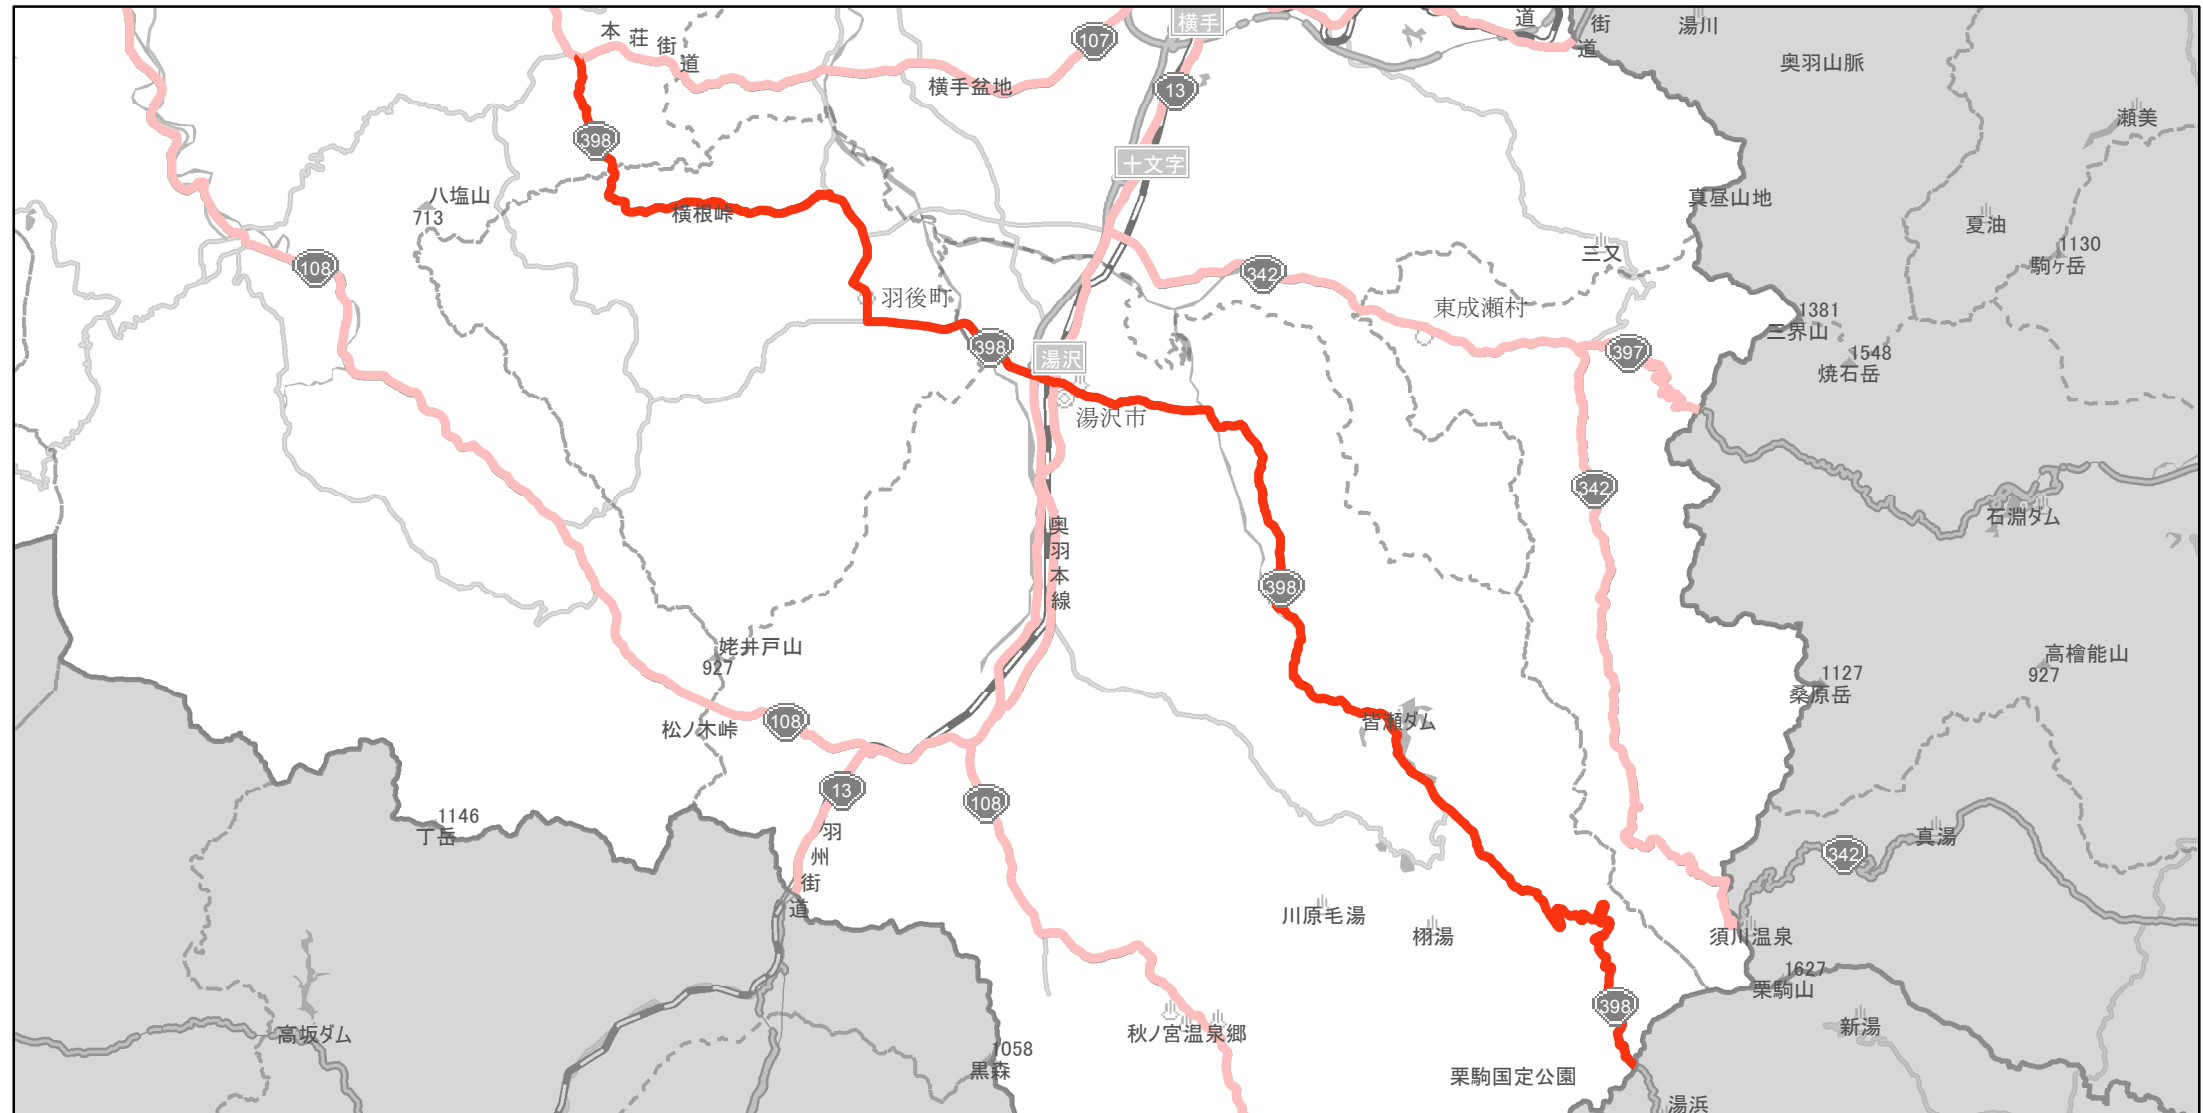 本荘街道
107
横手
13
道
街道
湯川
奥羽山脈
横手盆地
瀬美
398
十文字
八塩山
713
横根峠
真昼山地
夏油
三又
1130
駒ヶ岳
108
342
羽後町
東成瀬村
1381
三界山
398
湯沢
397
1548
焼石岳
湯沢市
342
石淵ダム
奥羽本線
398
姥井戸山
927
高檜能山
927
1127
桑原岳
松ノ木峠
108
皆瀬ダム
13
108
1146
丁岳
羽州街道
342
真湯
川原毛湯
栩湯
須川温泉
1627
栗駒山
398
高坂ダム
秋ノ宮温泉郷
新湯
1058
黒森
栗駒国定公園
湯浜